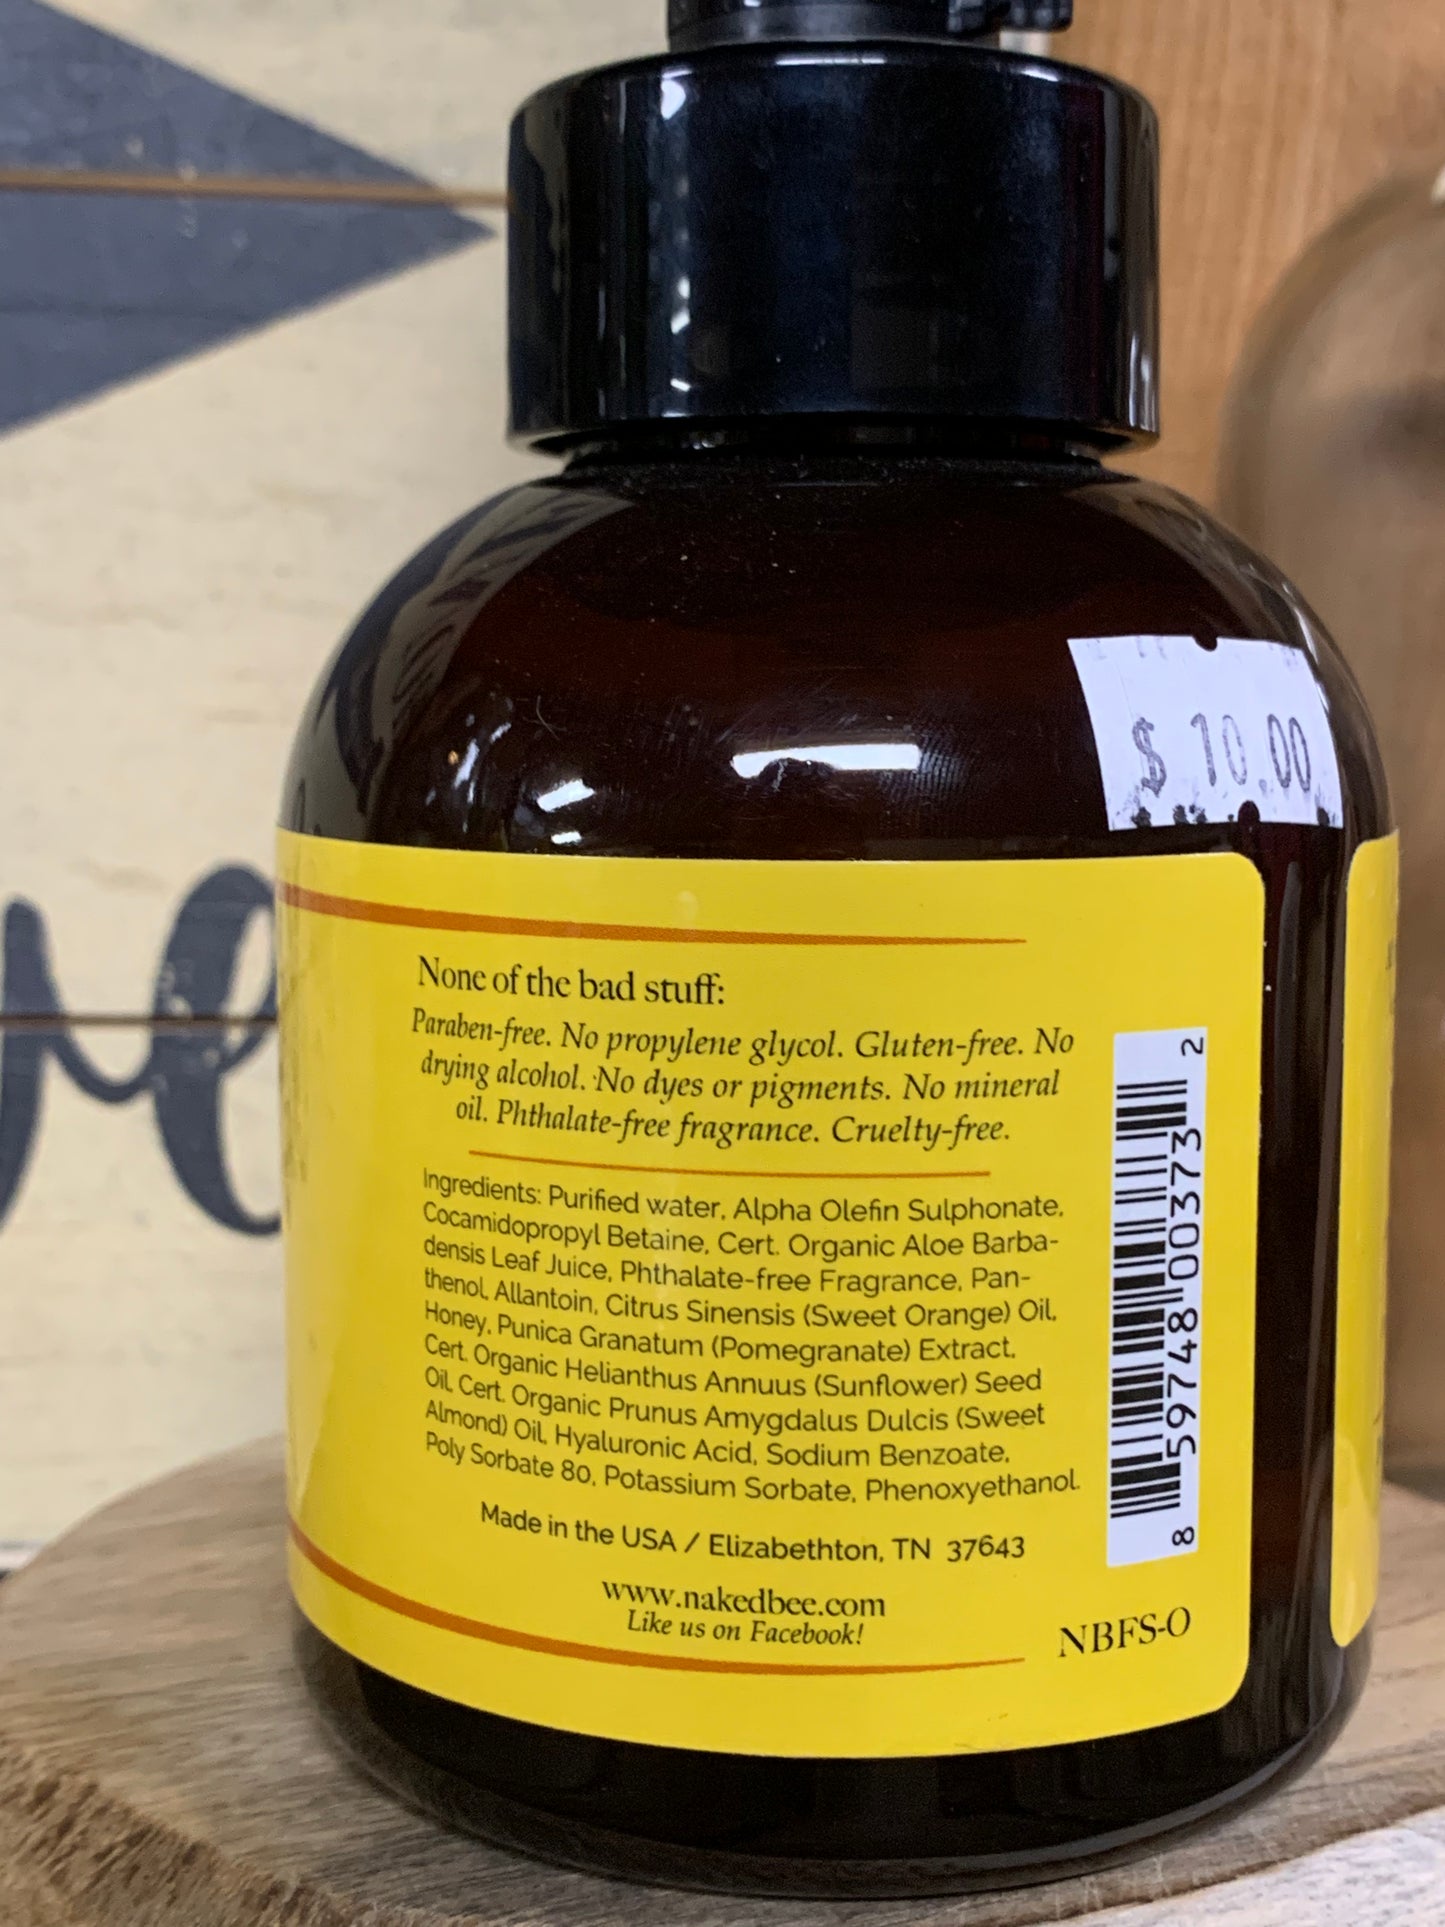 $ 10.00
None of the bad stuff:
Paraben-free. No propylene glycol. Gluten-free. No
drying alcohol. No dyes or pigments. No mineral
oil. Phthalate-free fragrance. Cruelty-free.
Ingredients: Purified water, Alpha Olefin Sulphonate,
Cocamidopropyl Betaine, Cert. Organic Aloe Barba-
densis Leaf Juice, Phthalate-free Fragrance, Pan-
thenol, Allantoin, Citrus Sinensis (Sweet Orange) Oil,
Honey, Punica Granatum (Pomegranate) Extract,
Cert. Organic Helianthus Annuus (Sunflower) Seed
Oil, Cert. Organic Prunus Amygdalus Dulcis (Sweet
Almond) Oil, Hyaluronic Acid, Sodium Benzoate,
Poly Sorbate 80, Potassium Sorbate, Phenoxyethanol.
Made in the USA / Elizabethton, TN 37643
www.nakedbee.com
Like us on Facebook!
NBFS-O
8 59748 00373 2